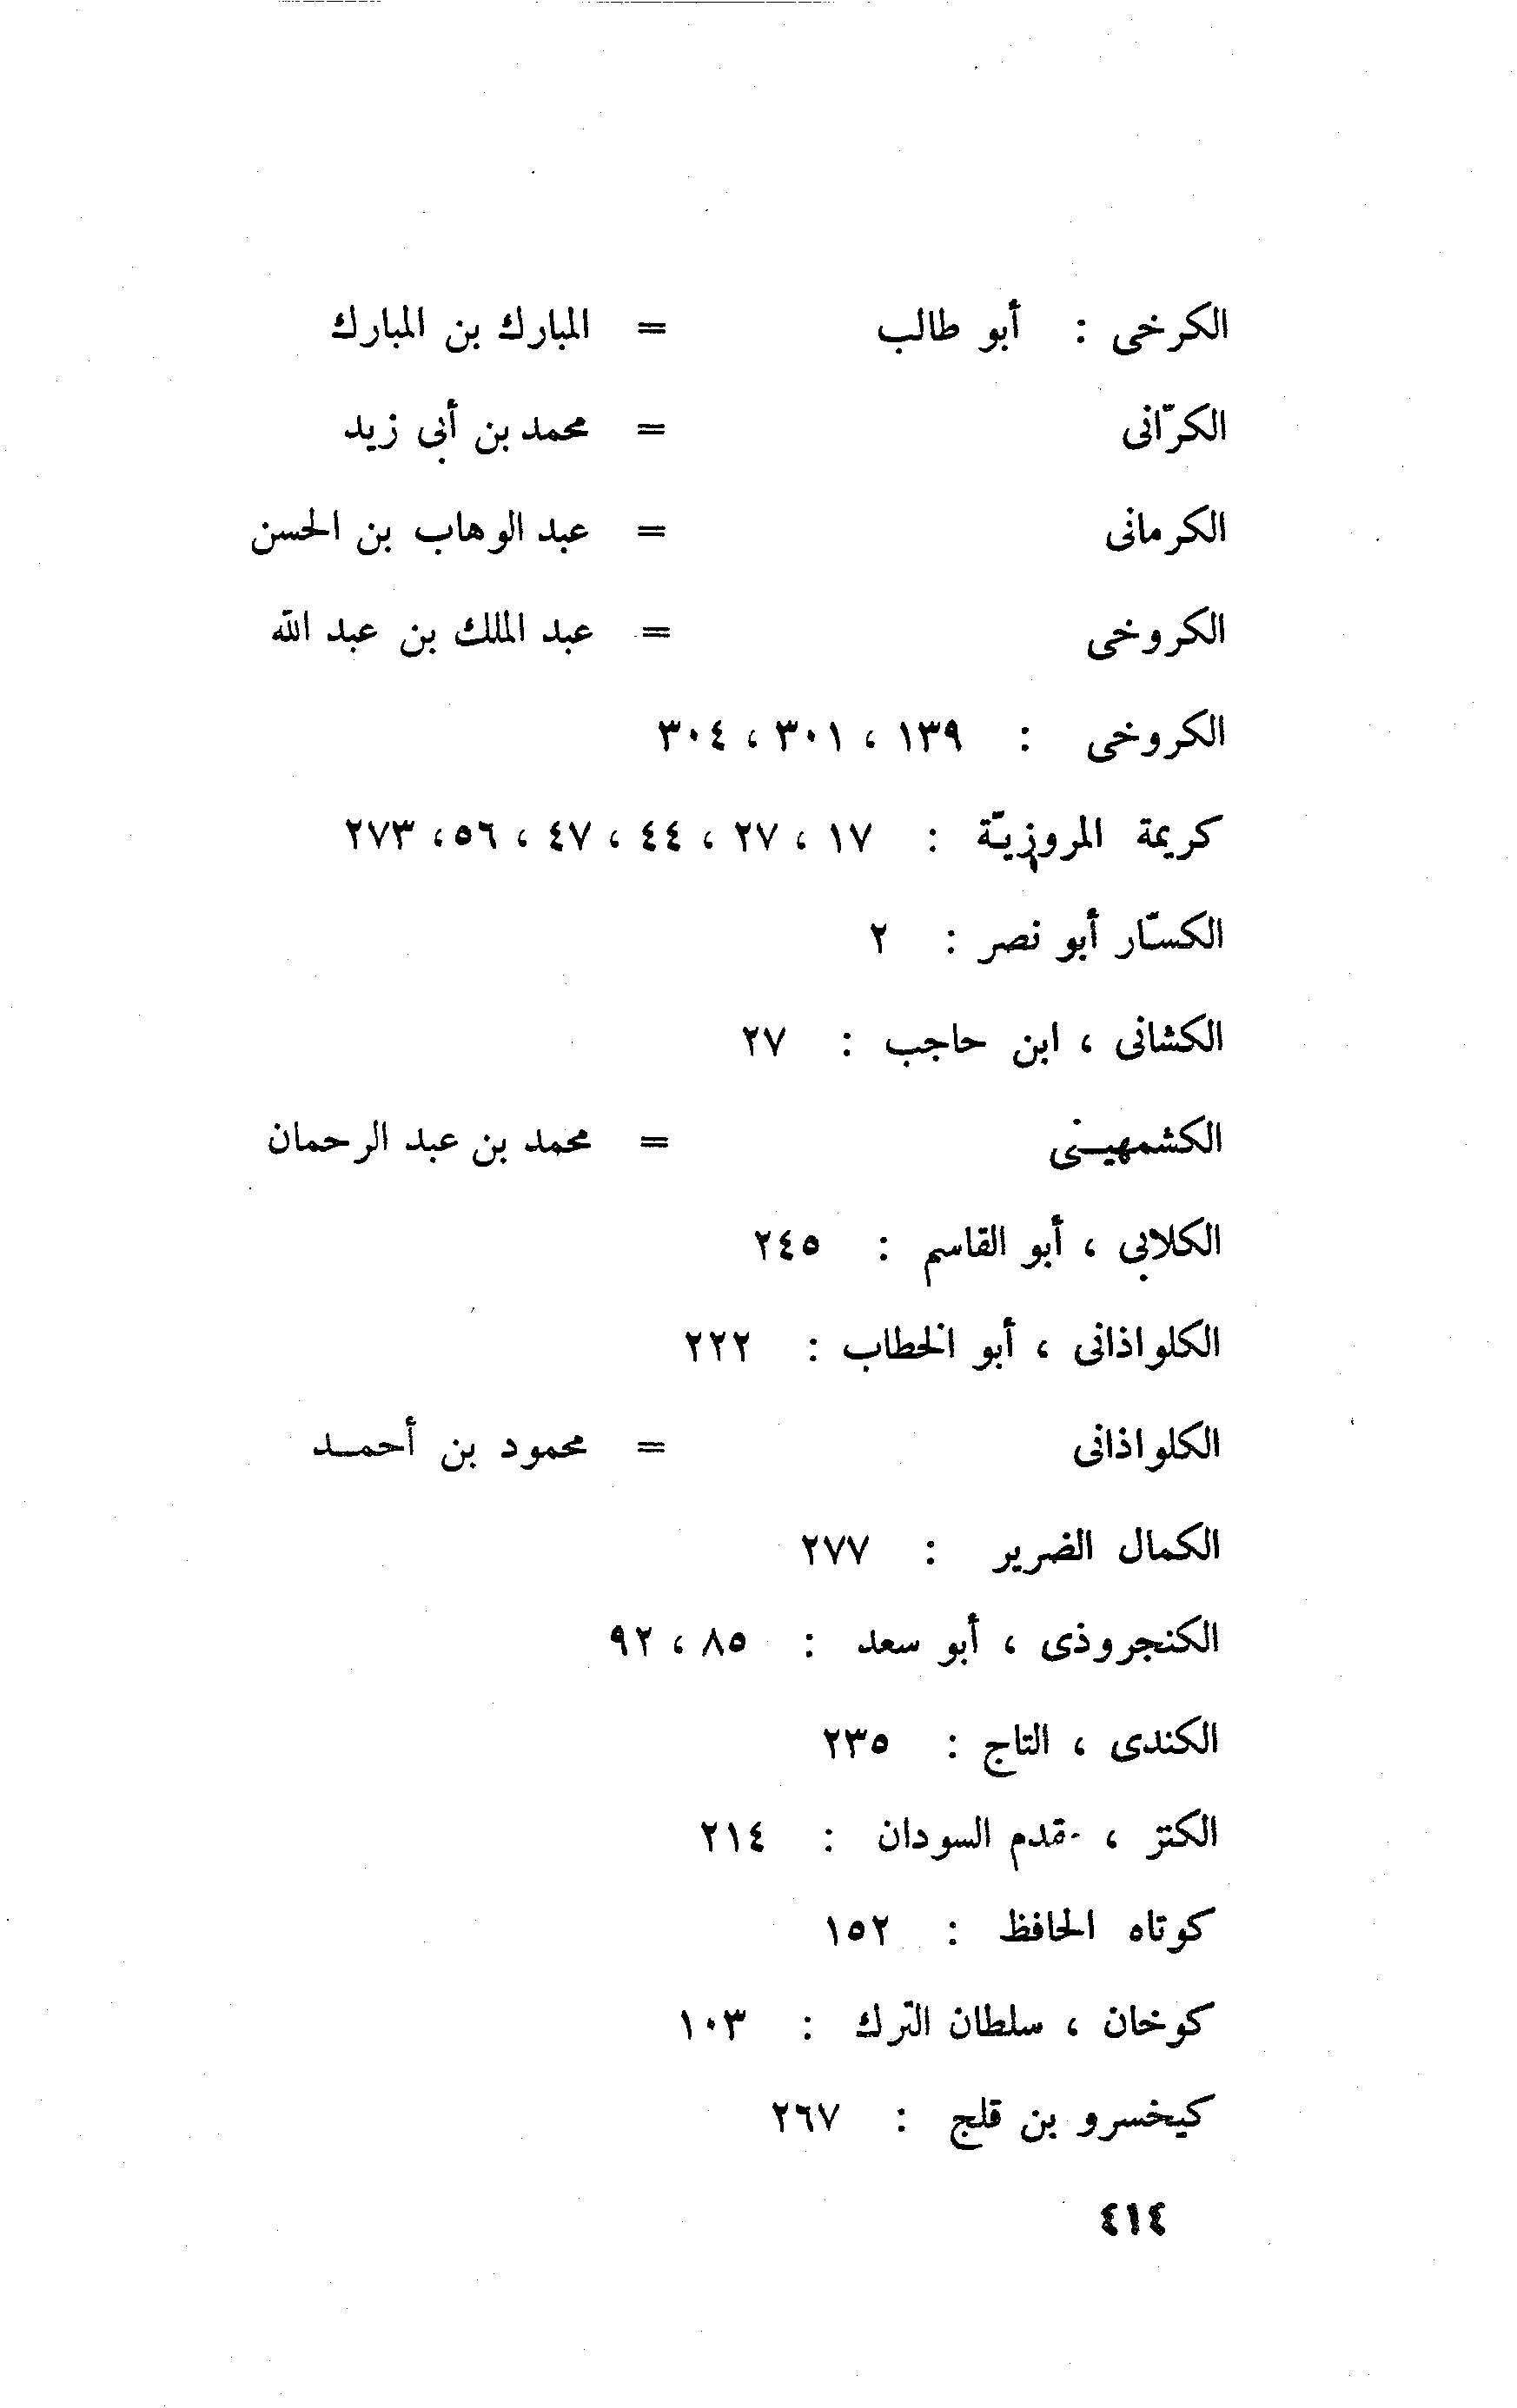 الكرخى : أبو طالب = المبارك بن المبارك
الكرّانى = محمد بن أبى زيد
الكرمانى = عبد الوهاب بن الحسن
الكروخى = عبد الملك بن عبد الله
الكروخى : ١٣٩ ، ٣٠١ ، ٣٠٤
كريمة المروزيّة : ١٧ ، ٢٧ ، ٤٤ ، ٤٧ ، ٥٦ ، ٢٧٣
الكسّار أبو نصر : ٢
الكشانى ، ابن حاجب : ٢٧
الكشمهيـنى = محمد بن عبد الرحمان
الكلابى ، أبو القاسم : ٢٤٥
الكلواذانى ، أبو الخطاب : ٢٢٢
الكلواذانى = محمود بن أحمـد
الكمال الضرير : ٢٧٧
الكنجروذى ، أبو سعد : ٨٥ ، ٩٢
الكندى ، التاج : ٢٣٥
الكنز ، مقدم السودان : ٢١٤
كوتاه الحافظ : ١٥٢
كوخان ، سلطان الترك : ١٠٣
كيخسرو بن قلج : ٢٦٧
٤١٤